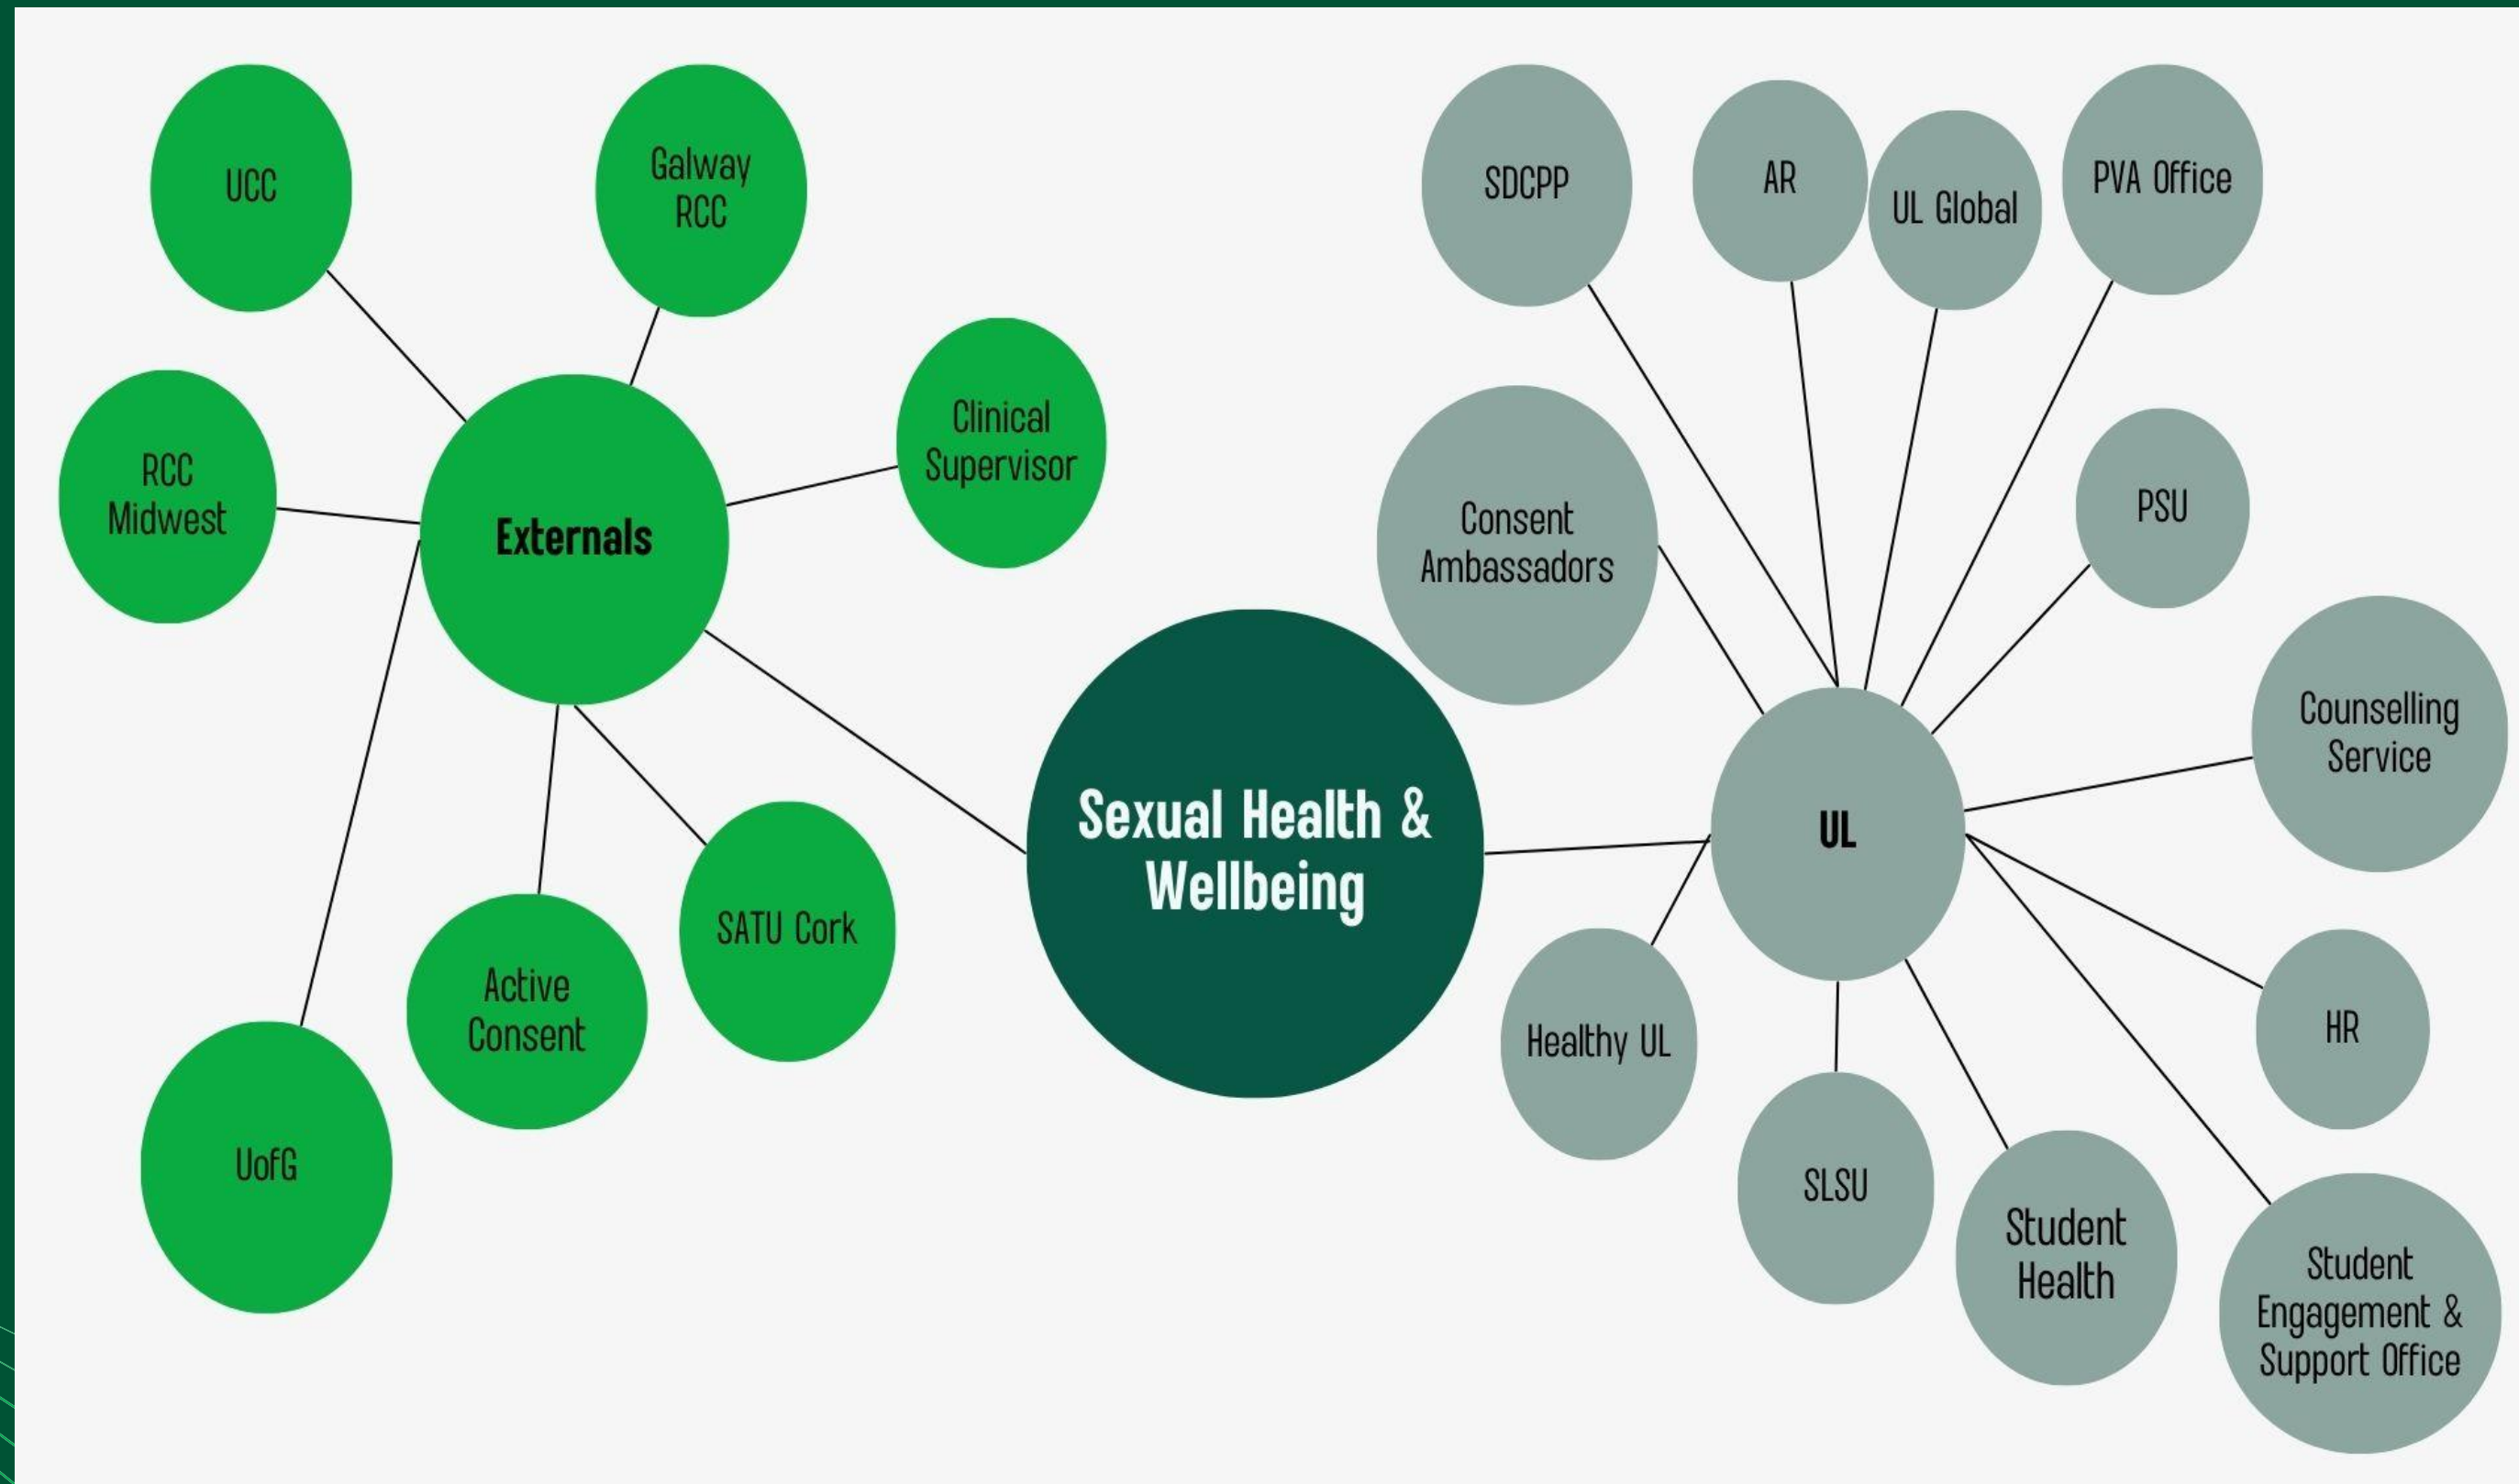 UCC
Galway
RCC
Clinical
Supervisor
RCC
Midwest
Externals
SATU Cork
Active
Consent
UofG
Sexual Health &
Wellbeing
SDCPP
AR
UL Global
PVA Office
Consent
Ambassadors
PSU
Counselling
Service
UL
HR
Healthy UL
SLSU
Student
Health
Student
Engagement &
Support Office